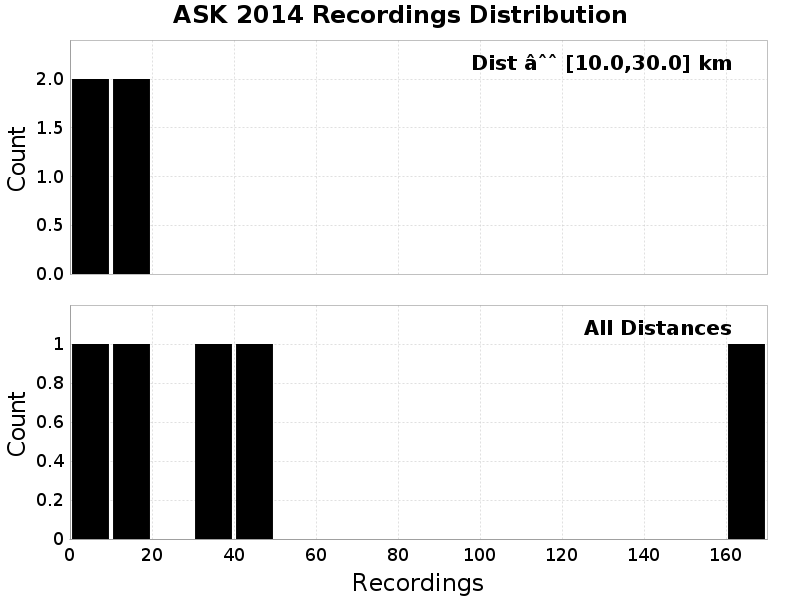 ASK 2014 Recordings Distribution
Dist âˆˆ [10.0,30.0] km
2.0
1.5
1.0
0.5
0.0
Count
All Distances
1
0.8
0.6
0.4
0.2
0
Count
0 20 40 60 80 100 120 140 160
Recordings